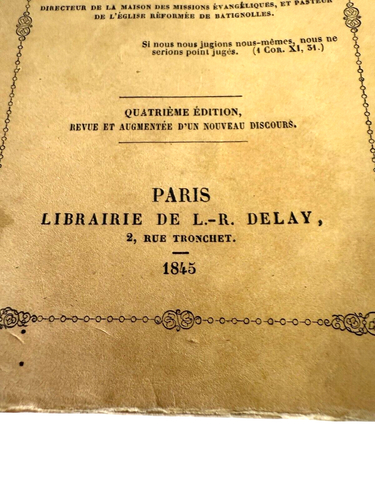 DIRECTEUR DE LA MAISON DES MISSIONS ÉVANGÉLIQUES, ET PASTEUR
DE L'ÉGLISE RÉFORMÉE DE BATIGNOLLES.
Si nous nous jugions nous-mêmes, nous ne
serions point jugés. (1 COR. XI, 31.)
QUATRIÈME ÉDITION,
REVUE ET AUGMENTÉE D'UN NOUVEAU DISCOURS.
PARIS
LIBRAIRIE DE L.-R. DELAY,
2, RUE TRONCHET.
1845